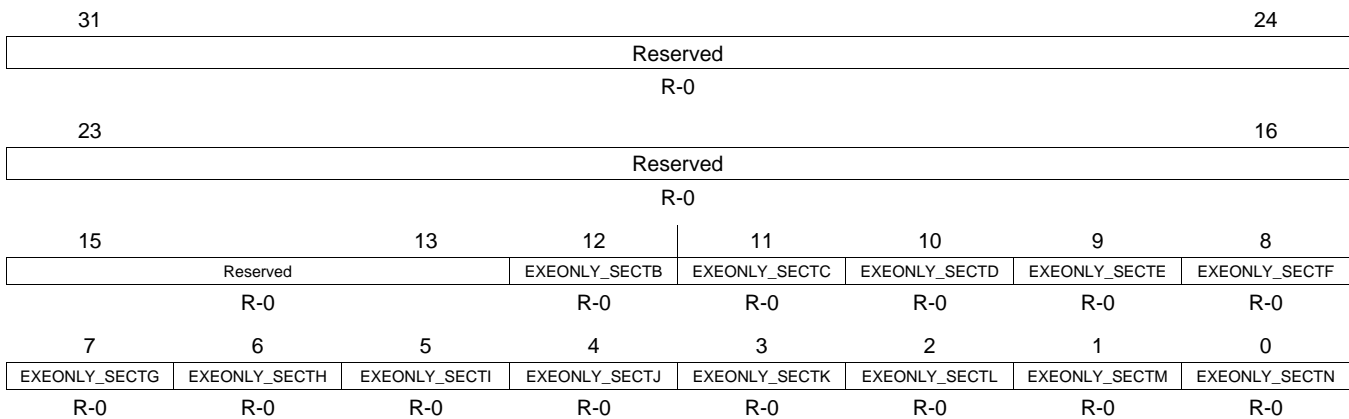 31 24
Reserved
R-0
23 16
Reserved
R-0
15 13 12 11 10 9 8
Reserved EXEONLY_SECTB EXEONLY_SECTC EXEONLY_SECTD EXEONLY_SECTE EXEONLY_SECTF
R-0 R-0 R-0 R-0 R-0 R-0
7 6 5 4 3 2 1 0
EXEONLY_SECTG EXEONLY_SECTH EXEONLY_SECTI EXEONLY_SECTJ EXEONLY_SECTK EXEONLY_SECTL EXEONLY_SECTM EXEONLY_SECTN
R-0 R-0 R-0 R-0 R-0 R-0 R-0 R-0